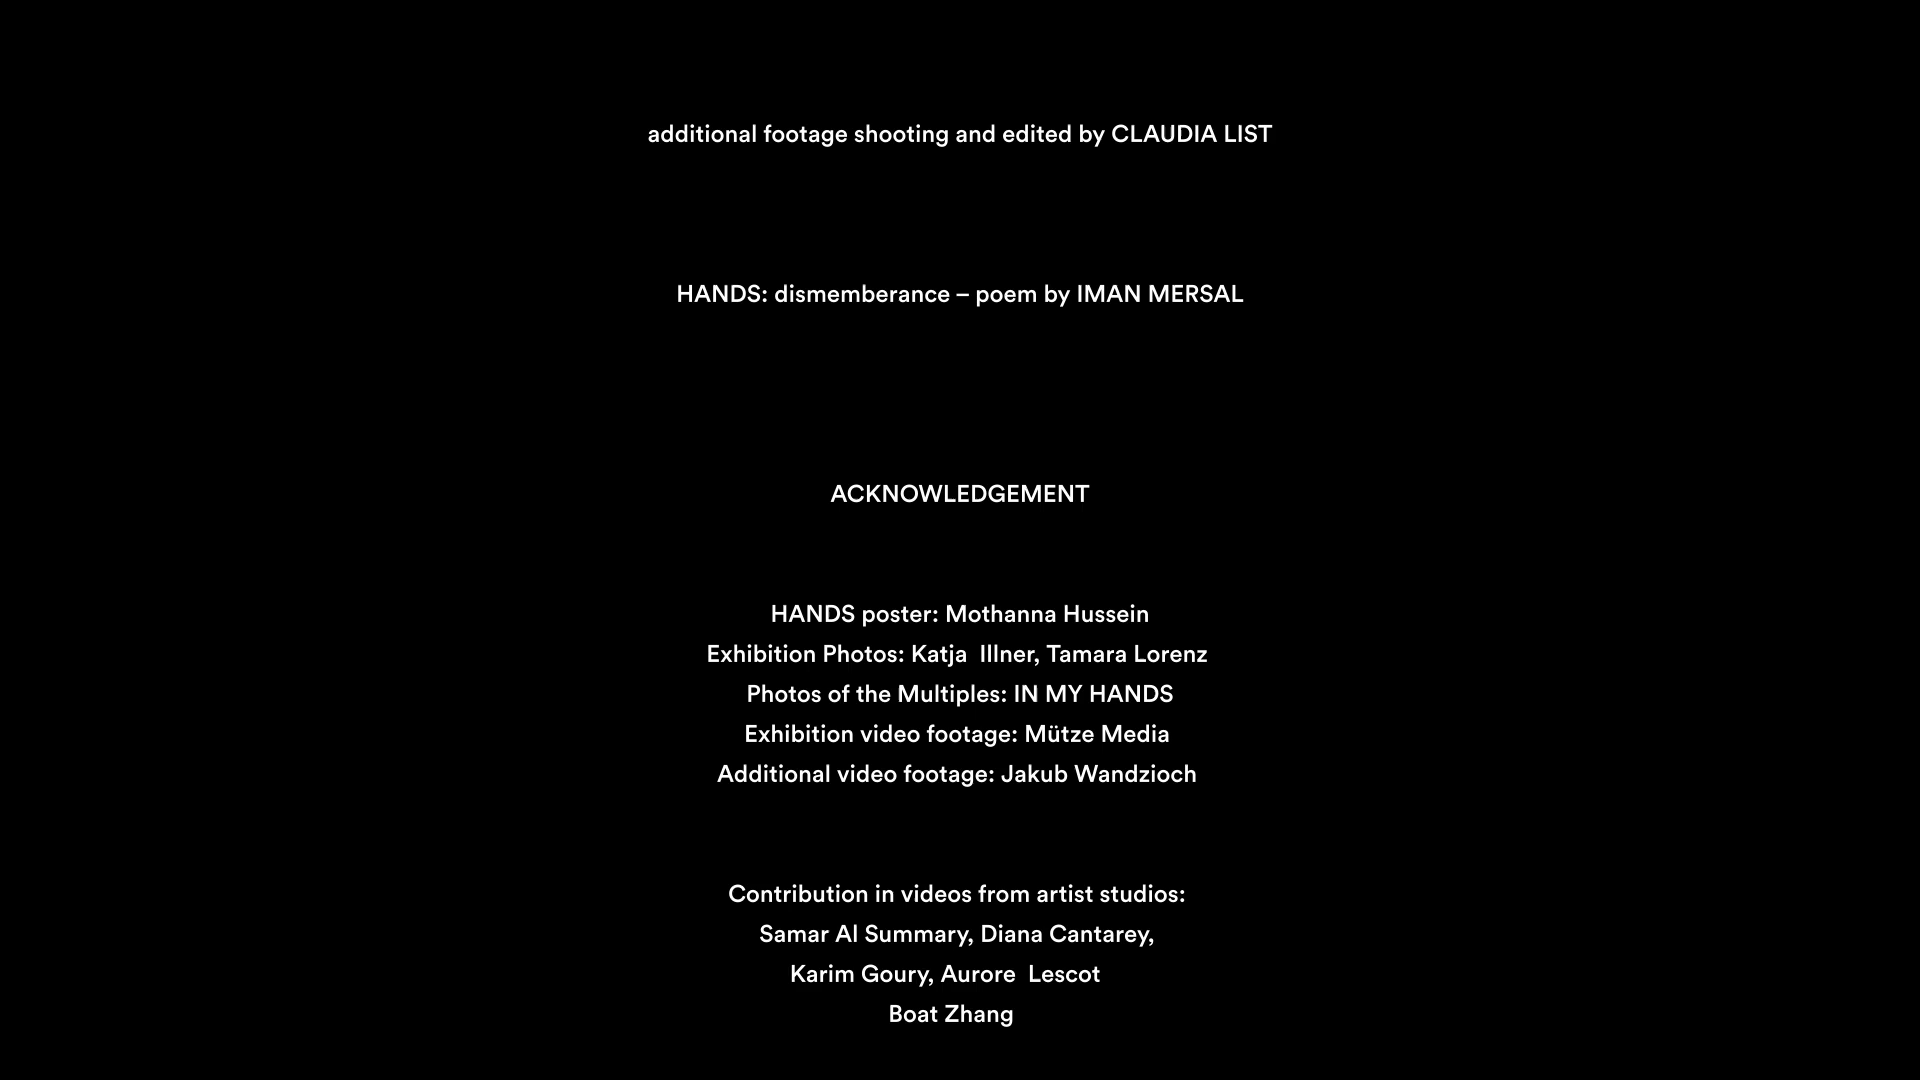 additional footage shooting and edited by CLAUDIA LIST
HANDS: dismemberance – poem by IMAN MERSAL
ACKNOWLEDGEMENT
HANDS poster: Mothanna Hussein
Exhibition Photos: Katja  Illner, Tamara Lorenz
Photos of the Multiples: IN MY HANDS
Exhibition video footage: Mütze Media
Additional video footage: Jakub Wandzioch
Contribution in videos from artist studios:
Samar Al Summary, Diana Cantarey,
Karim Goury, Aurore  Lescot
Boat Zhang